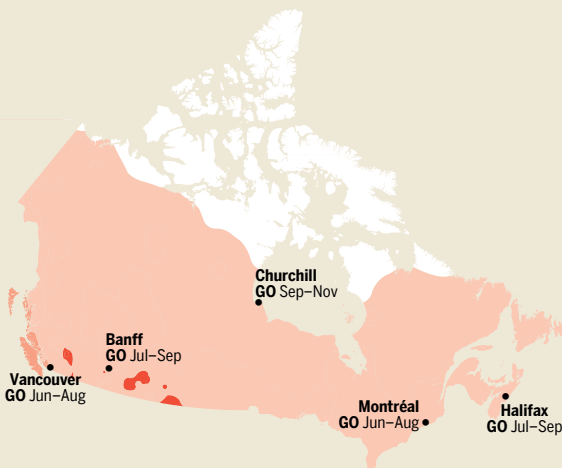 Churchill
GO Sep–Nov
Banff
GO Jul–Sep
Vancouver
GO Jun–Aug
Montréal
GO Jun–Aug
Halifax
GO Jul–Sep